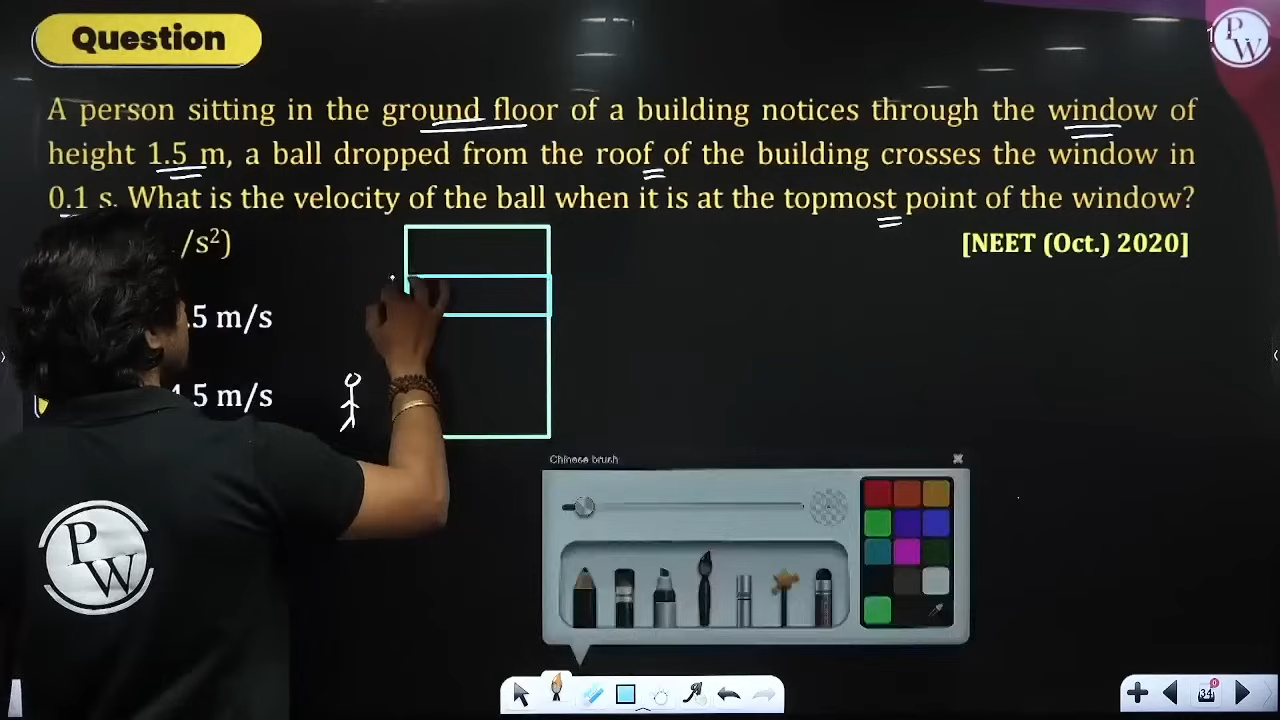 Question
A person sitting in the ground floor of a building notices through the window of
height 1.5 m, a ball dropped from the roof of the building crosses the window in
0.1 s. What is the velocity of the ball when it is at the topmost point of the window?
/s²)
[NEET (Oct.) 2020]
.5 m/s
.5 m/s
Chinese brush
34
P
W
P
W